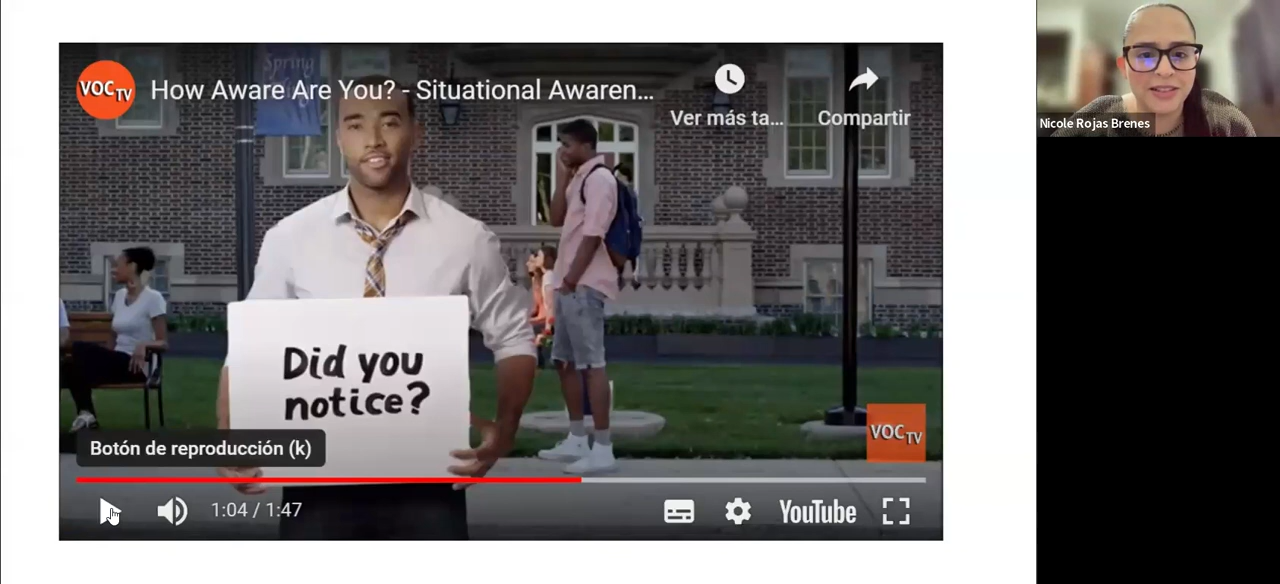 Spring
VOC TV
How Aware Are You? - Situational Awaren...
Ver más ta...
Compartir
Did you
notice?
VOC TV
Botón de reproducción (k)
1:04 / 1:47
YouTube
Nicole Rojas Brenes